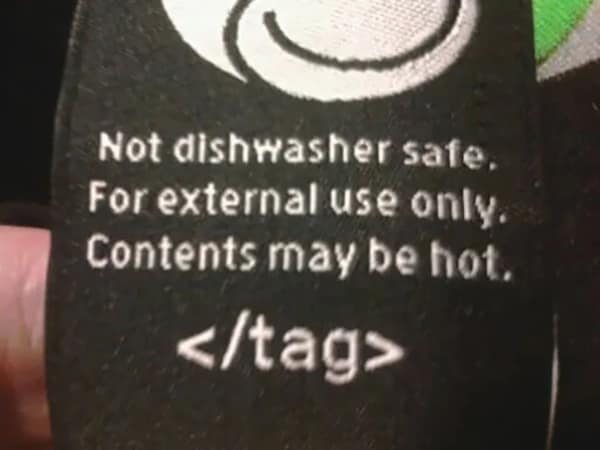 Not dishwasher safe.
For external use only.
Contents may be hot.
</tag>